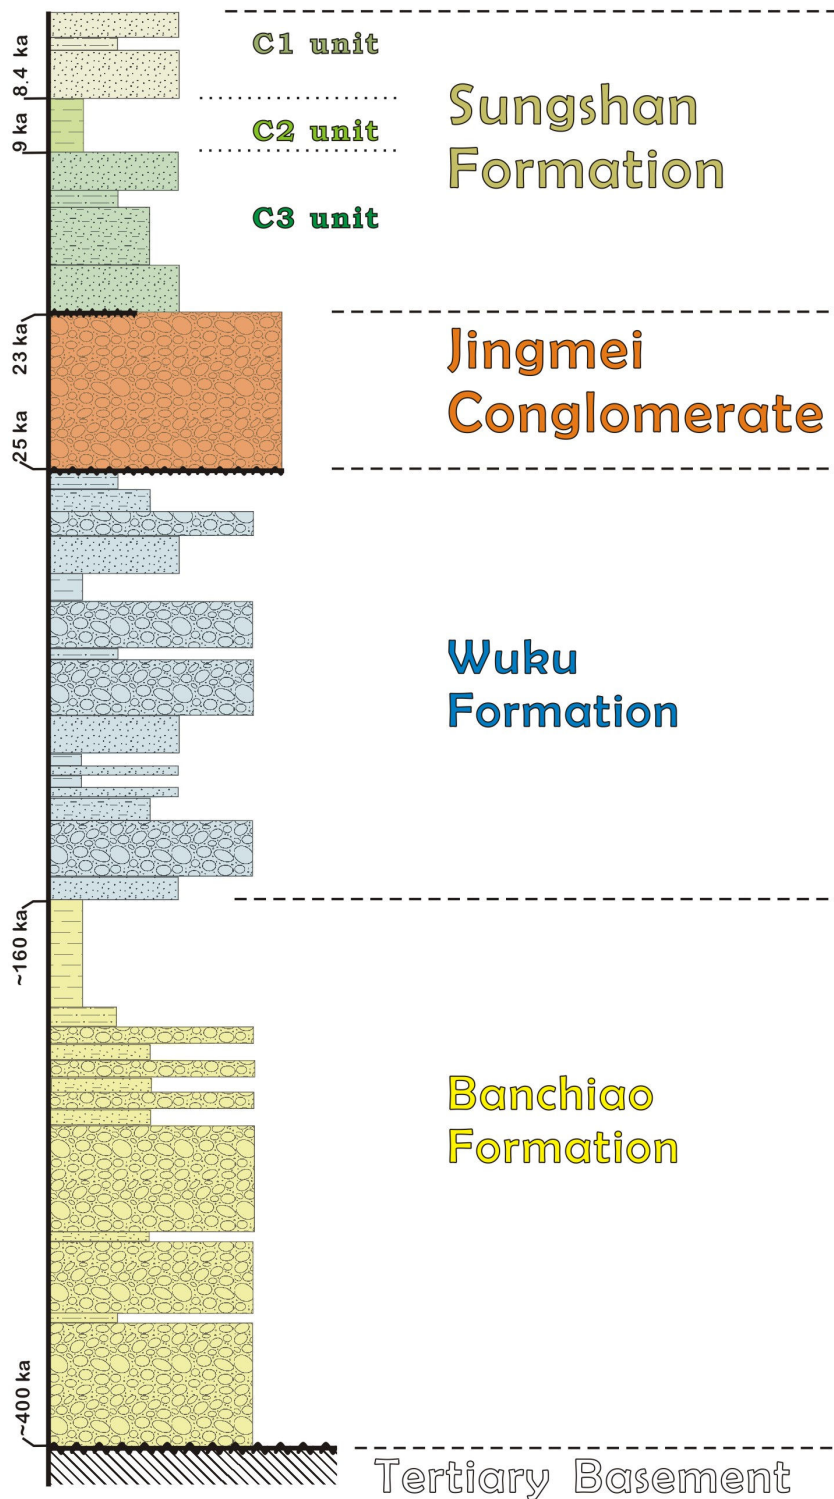 C1 unit
8.4 ka
Sungshan
Formation
C2 unit
9 ka
C3 unit
23 ka
Jingmei
Conglomerate
25 ka
Wuku
Formation
~160 ka
Banchiao
Formation
~400 ka
Tertiary Basement